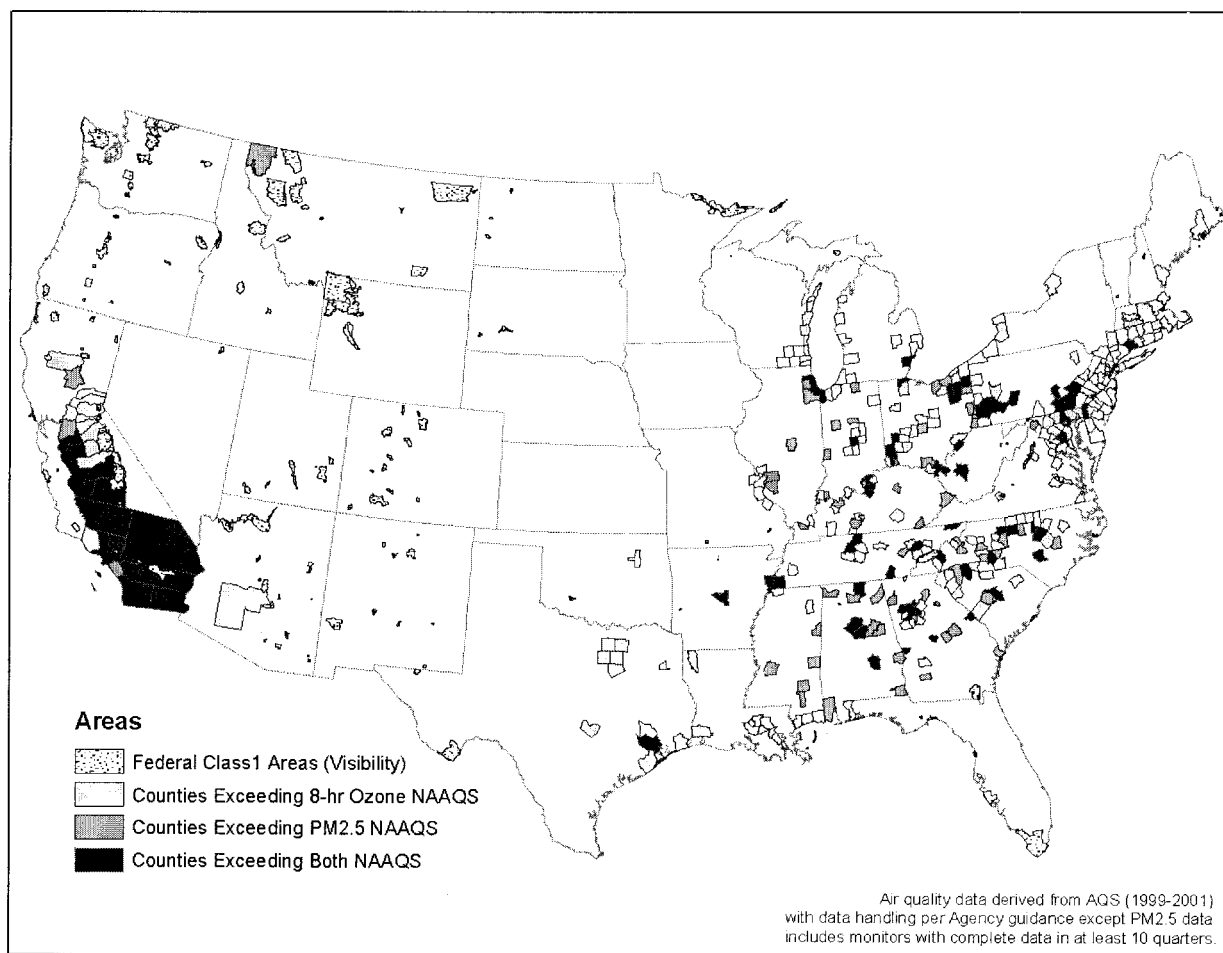 Areas
Federal Class1 Areas (Visibility)
Counties Exceeding 8-hr Ozone NAAQS
Counties Exceeding PM2.5 NAAQS
Counties Exceeding Both NAAQS
Air quality data derived from AQS (1999-2001)
with data handling per Agency guidance except PM2.5 data
includes monitors with complete data in at least 10 quarters.